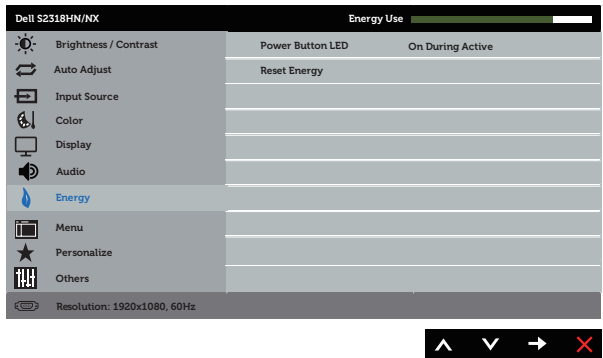 Dell S2318HN/NX
Energy Use
Brightness / Contrast
Power Button LED
On During Active
Auto Adjust
Reset Energy
Input Source
Color
Display
Audio
Energy
Menu
Personalize
Others
Resolution: 1920x1080, 60Hz